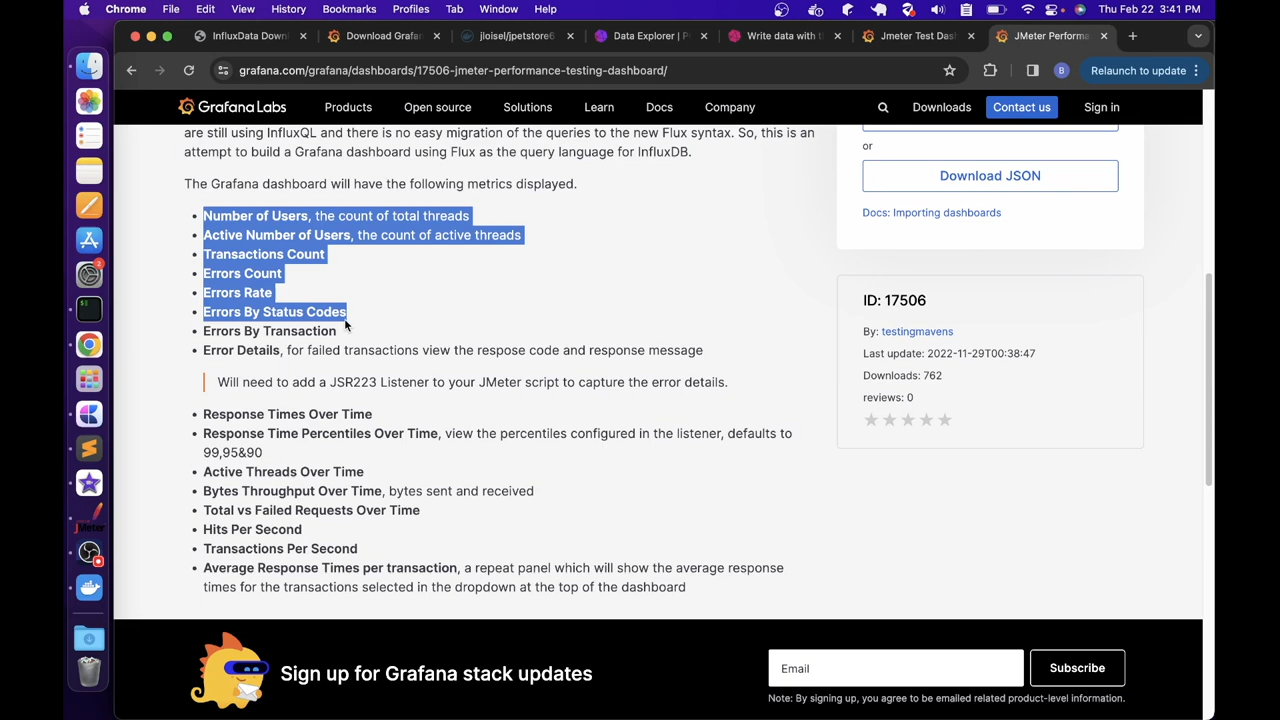 Chrome File Edit View History Bookmarks Profiles Tab Window Help Thu Feb 22 3:41 PM
InfluxData Down Download Grafan jloisel/jpetstore6 Data Explorer | Write data with th Jmeter Test Das JMeter Performa
grafana.com/grafana/dashboards/17506-jmeter-performance-testing-dashboard/ B Relaunch to update
Grafana Labs Products Open source Solutions Learn Docs Company Downloads Contact us Sign in
are still using InfluxQL and there is no easy migration of the queries to the new Flux syntax. So, this is an
attempt to build a Grafana dashboard using Flux as the query language for InfluxDB.
The Grafana dashboard will have the following metrics displayed.
• Number of Users, the count of total threads
• Active Number of Users, the count of active threads
• Transactions Count
• Errors Count
• Errors Rate
• Errors By Status Codes
• Errors By Transaction
• Error Details, for failed transactions view the respose code and response message
Will need to add a JSR223 Listener to your JMeter script to capture the error details.
• Response Times Over Time
• Response Time Percentiles Over Time, view the percentiles configured in the listener, defaults to
99,95&90
• Active Threads Over Time
• Bytes Throughput Over Time, bytes sent and received
• Total vs Failed Requests Over Time
• Hits Per Second
• Transactions Per Second
• Average Response Times per transaction, a repeat panel which will show the average response
times for the transactions selected in the dropdown at the top of the dashboard
or
Download JSON
Docs: Importing dashboards
ID: 17506
By: testingmavens
Last update: 2022-11-29T00:38:47
Downloads: 762
reviews: 0
Sign up for Grafana stack updates
Email
Subscribe
Note: By signing up, you agree to be emailed related product-level information.
2
JMeter